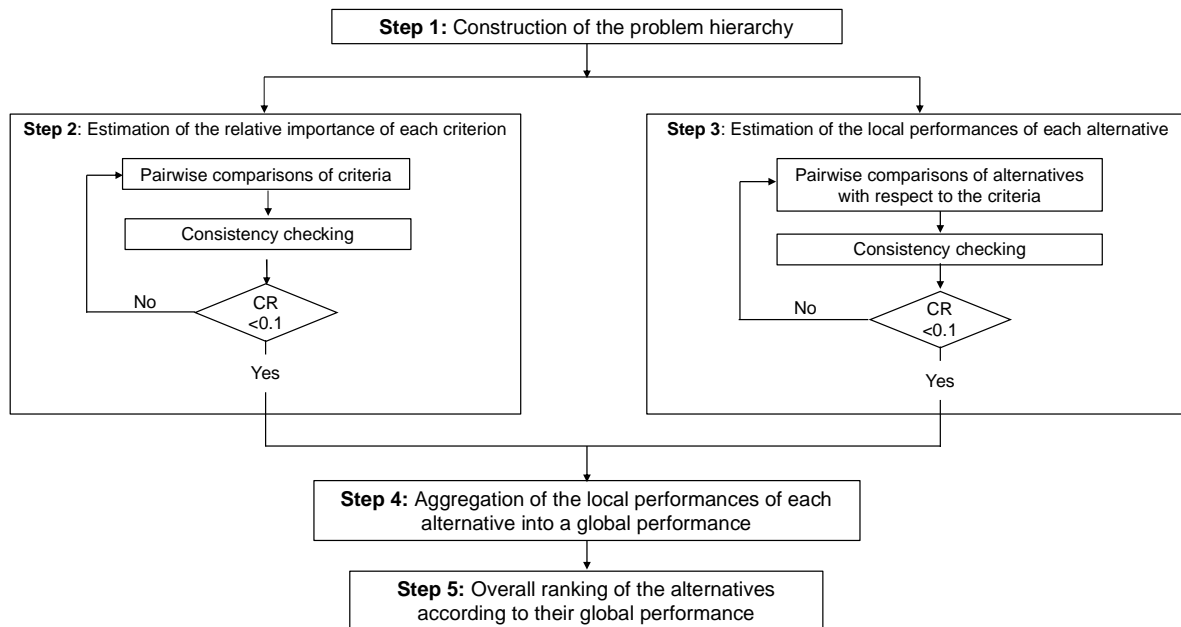 Step 1: Construction of the problem hierarchy
Step 2: Estimation of the relative importance of each criterion
Pairwise comparisons of criteria
Consistency checking
No
CR
<0.1
Yes
Step 3: Estimation of the local performances of each alternative
Pairwise comparisons of alternatives
with respect to the criteria
Consistency checking
No
CR
<0.1
Yes
Step 4: Aggregation of the local performances of each
alternative into a global performance
Step 5: Overall ranking of the alternatives
according to their global performance